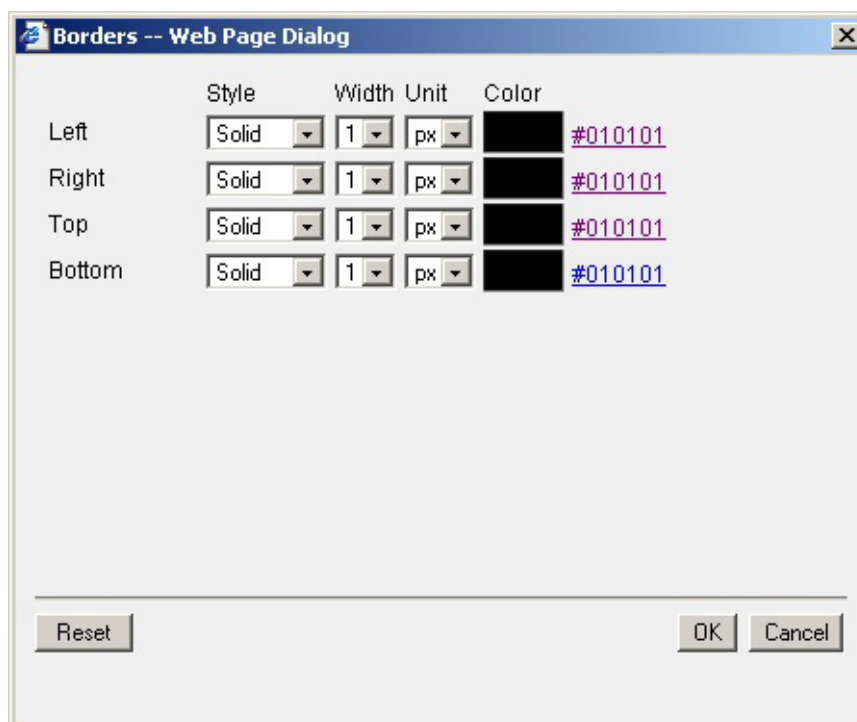 Borders -- Web Page Dialog
Style Width Unit Color
Left Solid 1 px #010101
Right Solid 1 px #010101
Top Solid 1 px #010101
Bottom Solid 1 px #010101
Reset OK Cancel